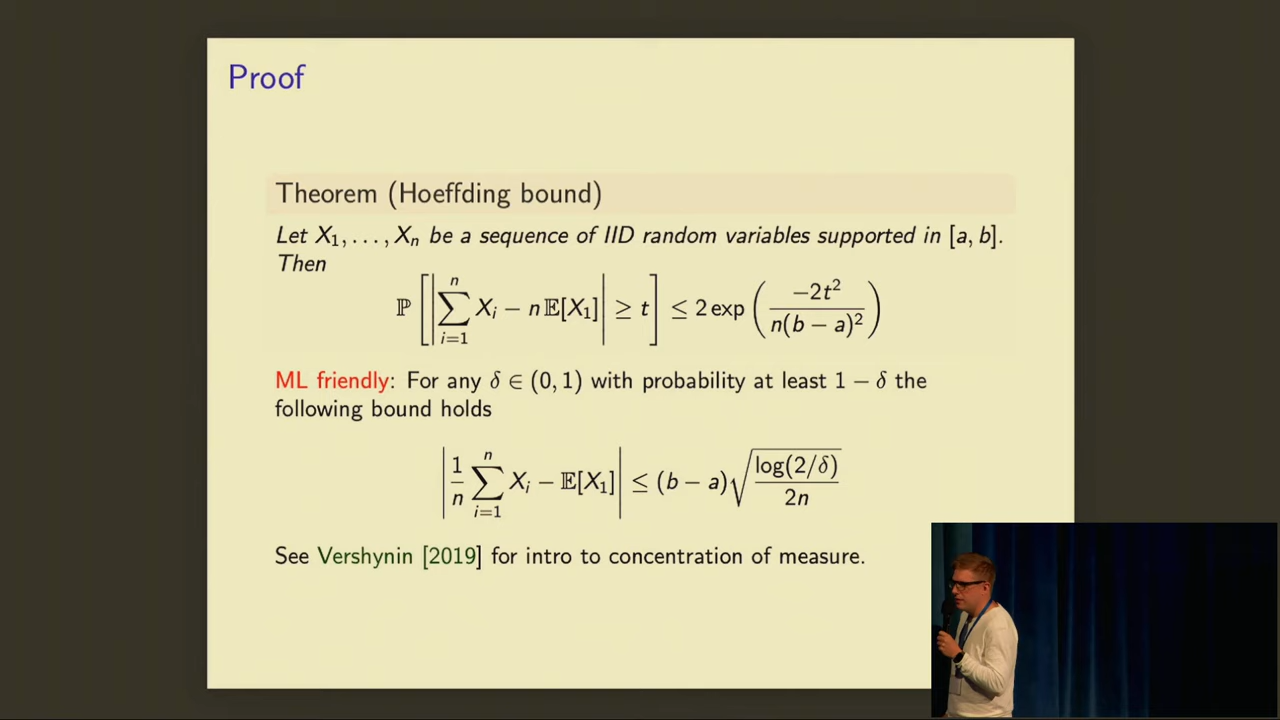 Proof
Theorem (Hoeffding bound)
Let X₁, . . . , Xₙ be a sequence of IID random variables supported in [a, b].
Then
ℙ [ | ∑ᵢ₌₁ⁿ Xᵢ − n 𝔼[X₁] | ≥ t ] ≤ 2 exp ( −2t² / n(b − a)² )
ML friendly: For any δ ∈ (0, 1) with probability at least 1 − δ the
following bound holds
| 1/n ∑ᵢ₌₁ⁿ Xᵢ − 𝔼[X₁] | ≤ (b − a) √( log(2/δ) / 2n )
See Vershynin [2019] for intro to concentration of measure.